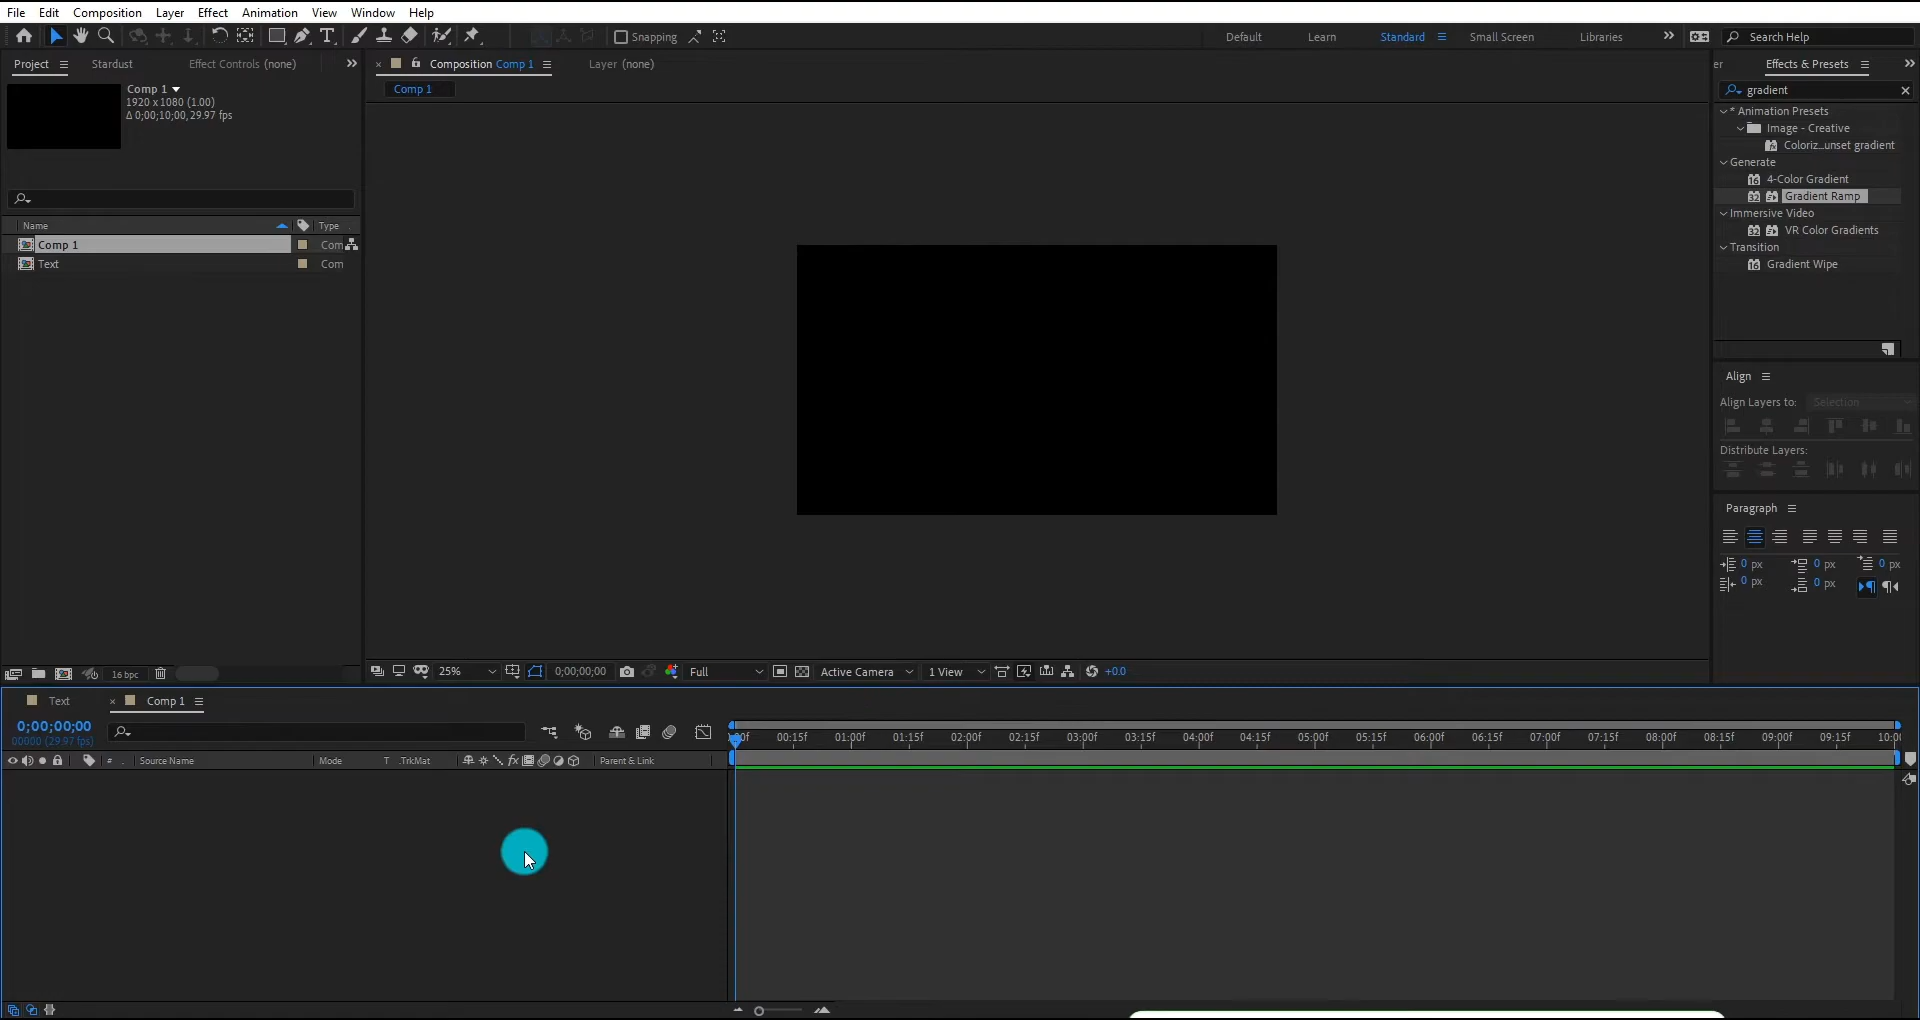 File Edit Composition Layer Effect Animation View Window Help
Snapping
Default Learn Standard Small Screen Libraries Search Help
Project Stardust Effect Controls (none)
Composition Comp 1 Layer (none)
er Effects & Presets
Comp 1
1920 x 1080 (1.00)
Δ 0;00;10;00, 29.97 fps
Comp 1
gradient
* Animation Presets
Image - Creative
Coloriz...unset gradient
Generate
4-Color Gradient
Gradient Ramp
Immersive Video
VR Color Gradients
Transition
Gradient Wipe
Name Type
Comp 1 Com
Text Com
Align
Align Layers to: Selection
Distribute Layers:
Paragraph
0 px 0 px 0 px
0 px 0 px
16 bpc
25% 0;00;00;00 Full Active Camera 1 View +0.0
Text Comp 1
0;00;00;00
00000 (29.97 fps)
:00f 00:15f 01:00f 01:15f 02:00f 02:15f 03:00f 03:15f 04:00f 04:15f 05:00f 05:15f 06:00f 06:15f 07:00f 07:15f 08:00f 08:15f 09:00f 09:15f 10:00
# . Source Name Mode T .TrkMat fx Parent & Link